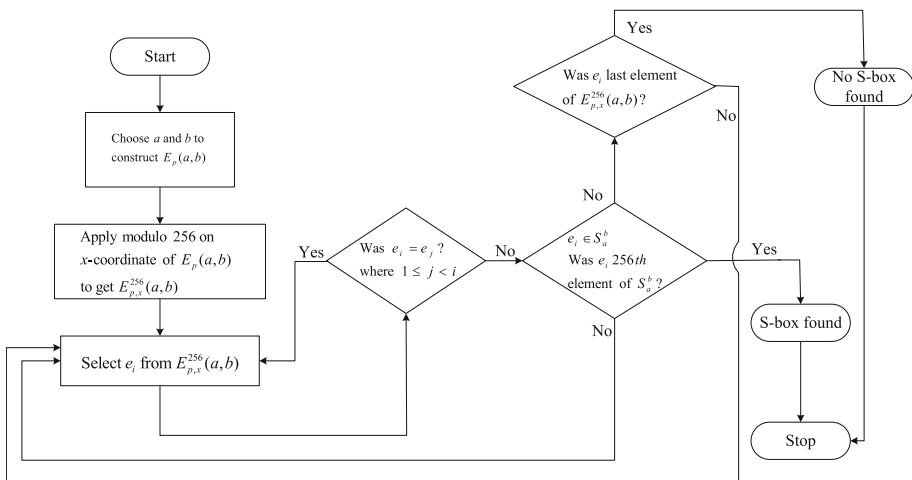 Start
Choose a and b to
construct E_p(a,b)
Apply modulo 256 on
x-coordinate of E_p(a,b)
to get E_{p,x}^{256}(a,b)
Select e_i from E_{p,x}^{256}(a,b)
Yes
Was e_i = e_j ?
where 1 ≤ j < i
No
e_i ∈ S_a^b
Was e_i 256th
element of S_a^b ?
No
No
Yes
Was e_i last element
of E_{p,x}^{256}(a,b) ?
Yes
No
No S-box
found
S-box found
Stop